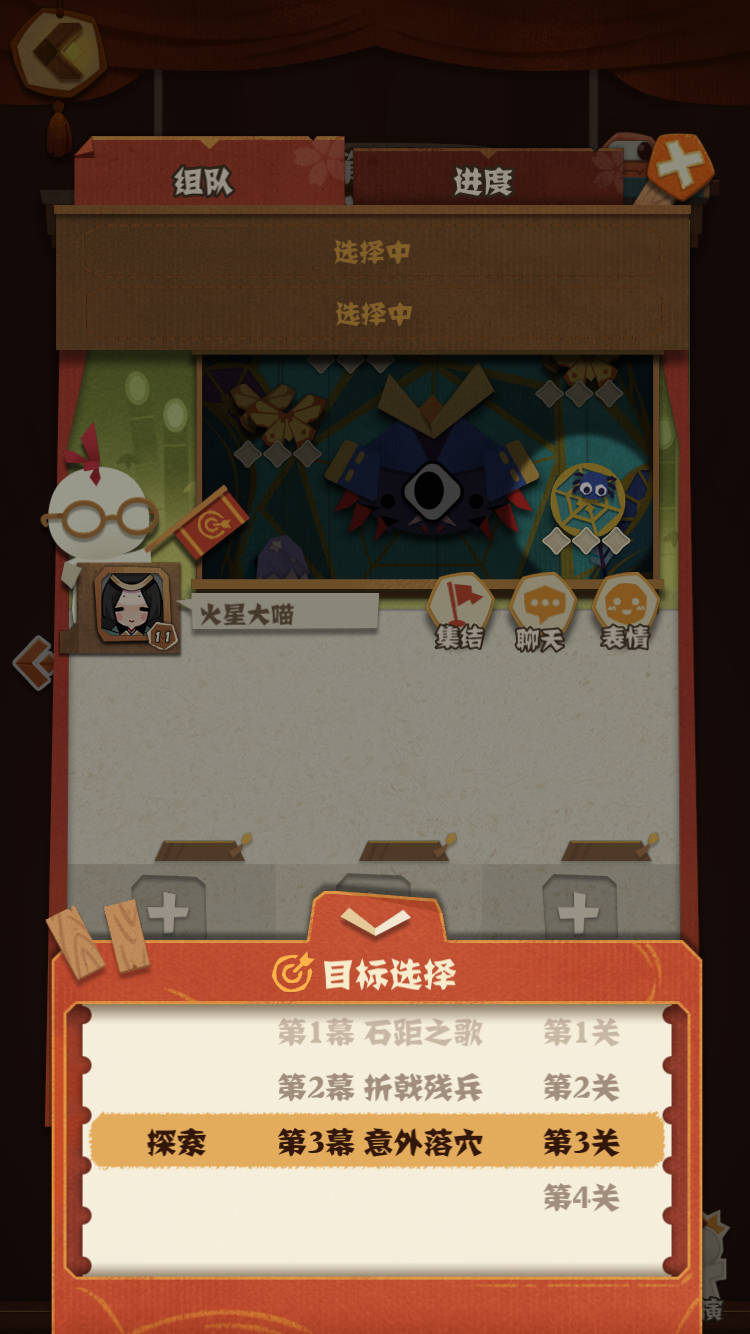 组队
进度
选择中
选择中
11
火星大喵
集结
聊天
表情
目标选择
第1幕 石距之歌 第1关
第2幕 折戟残兵 第2关
探索 第3幕 意外落穴 第3关
第4关
演